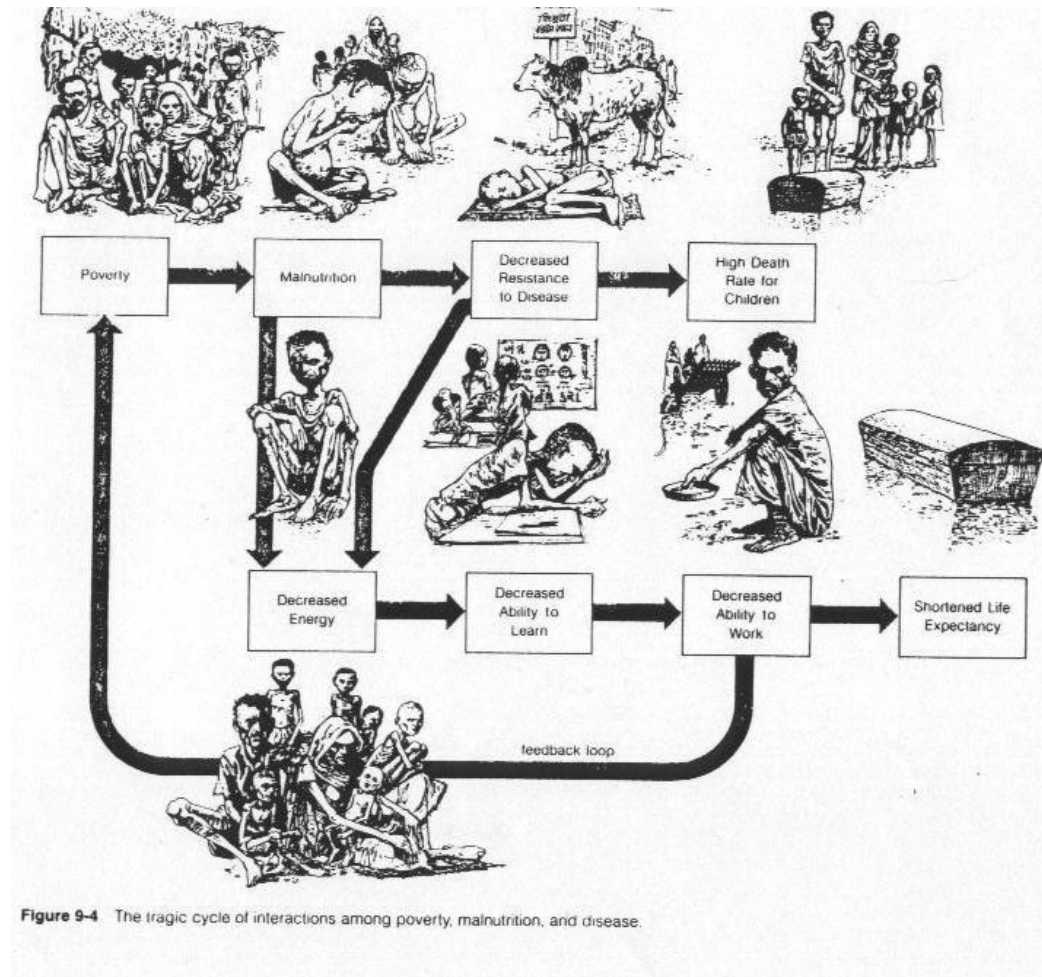 Poverty
Malnutrition
Decreased
Resistance
to Disease
High Death
Rate for
Children
Decreased
Energy
Decreased
Ability to
Learn
Decreased
Ability to
Work
Shortened Life
Expectancy
feedback loop
Figure 9-4 The tragic cycle of interactions among poverty, malnutrition, and disease.